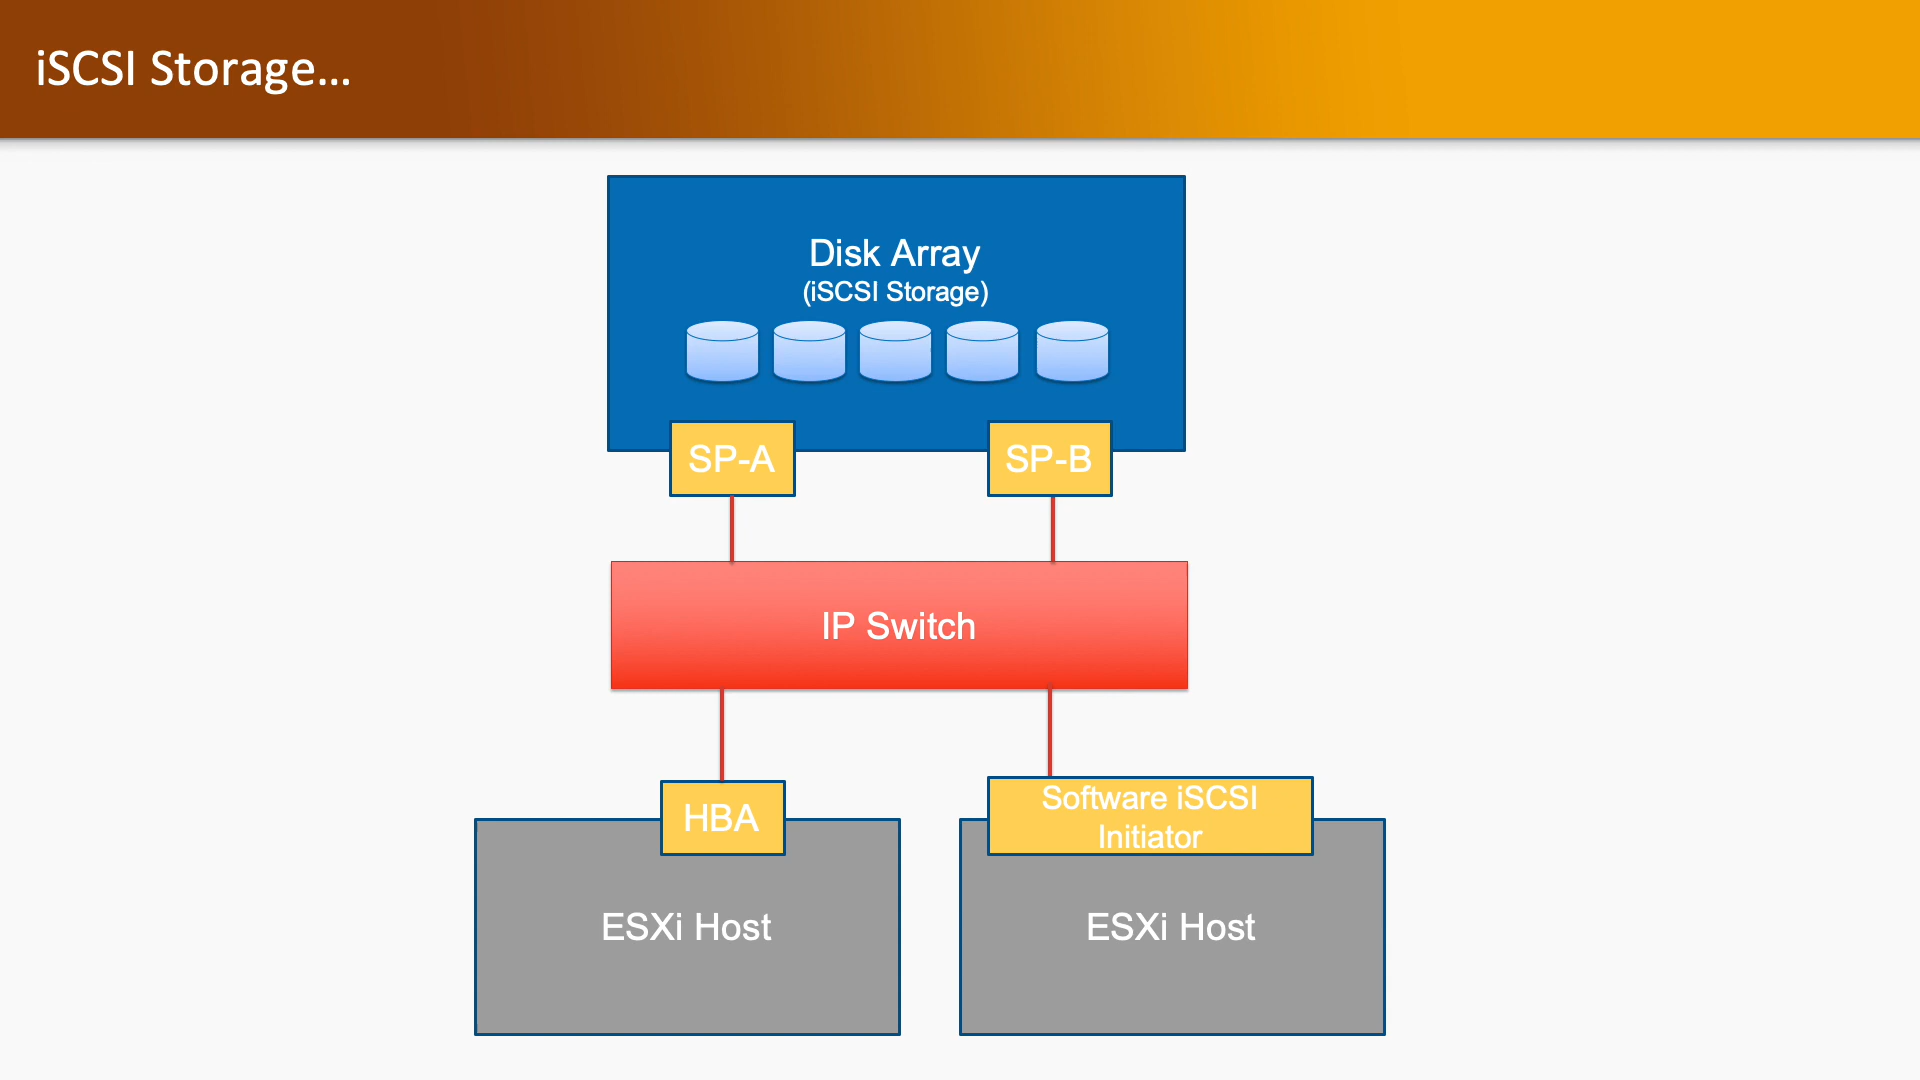 iSCSI Storage...
Disk Array
(iSCSI Storage)
SP-A
SP-B
IP Switch
HBA
Software iSCSI
Initiator
ESXi Host
ESXi Host